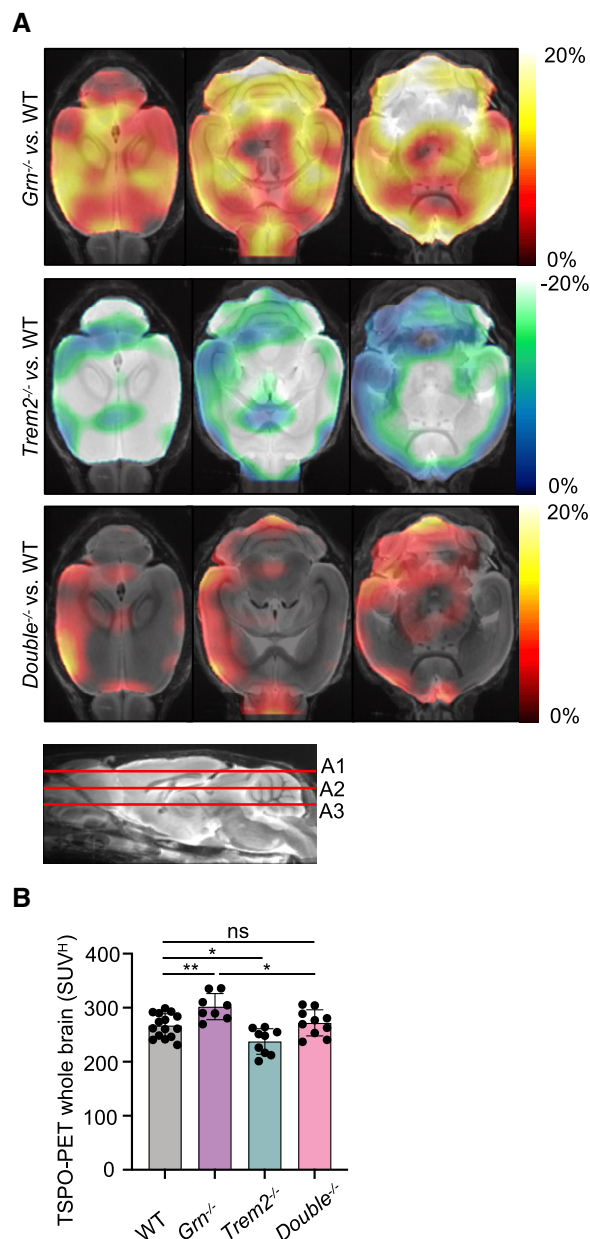 A
Grn-/- vs. WT
20%
0%
Trem2-/- vs. WT
-20%
0%
Double-/- vs. WT
20%
0%
A1
A2
A3
B
TSPO-PET whole brain (SUVH)
ns
*
** *
400
300
200
100
0
WT Grn-/- Trem2-/- Double-/-